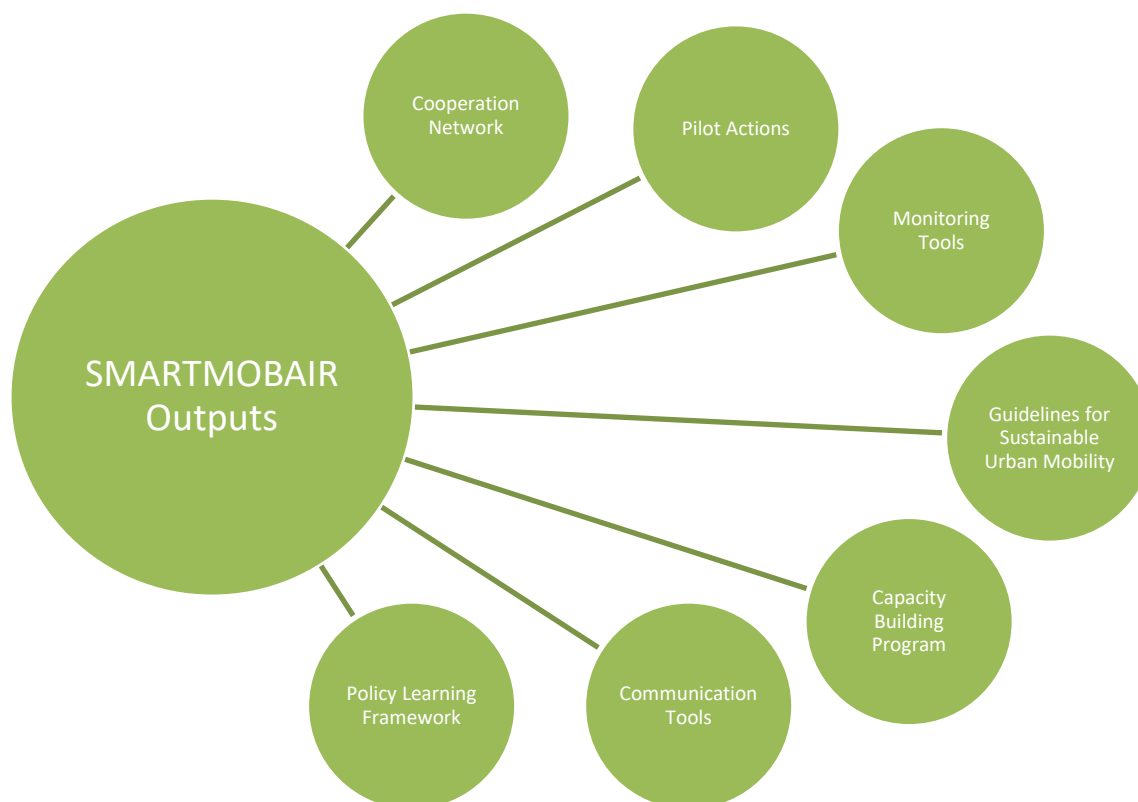 Cooperation
Network
Pilot Actions
Monitoring
Tools
SMARTMOBAIR
Outputs
Guidelines for
Sustainable
Urban Mobility
Capacity
Building
Program
Communication
Tools
Policy Learning
Framework